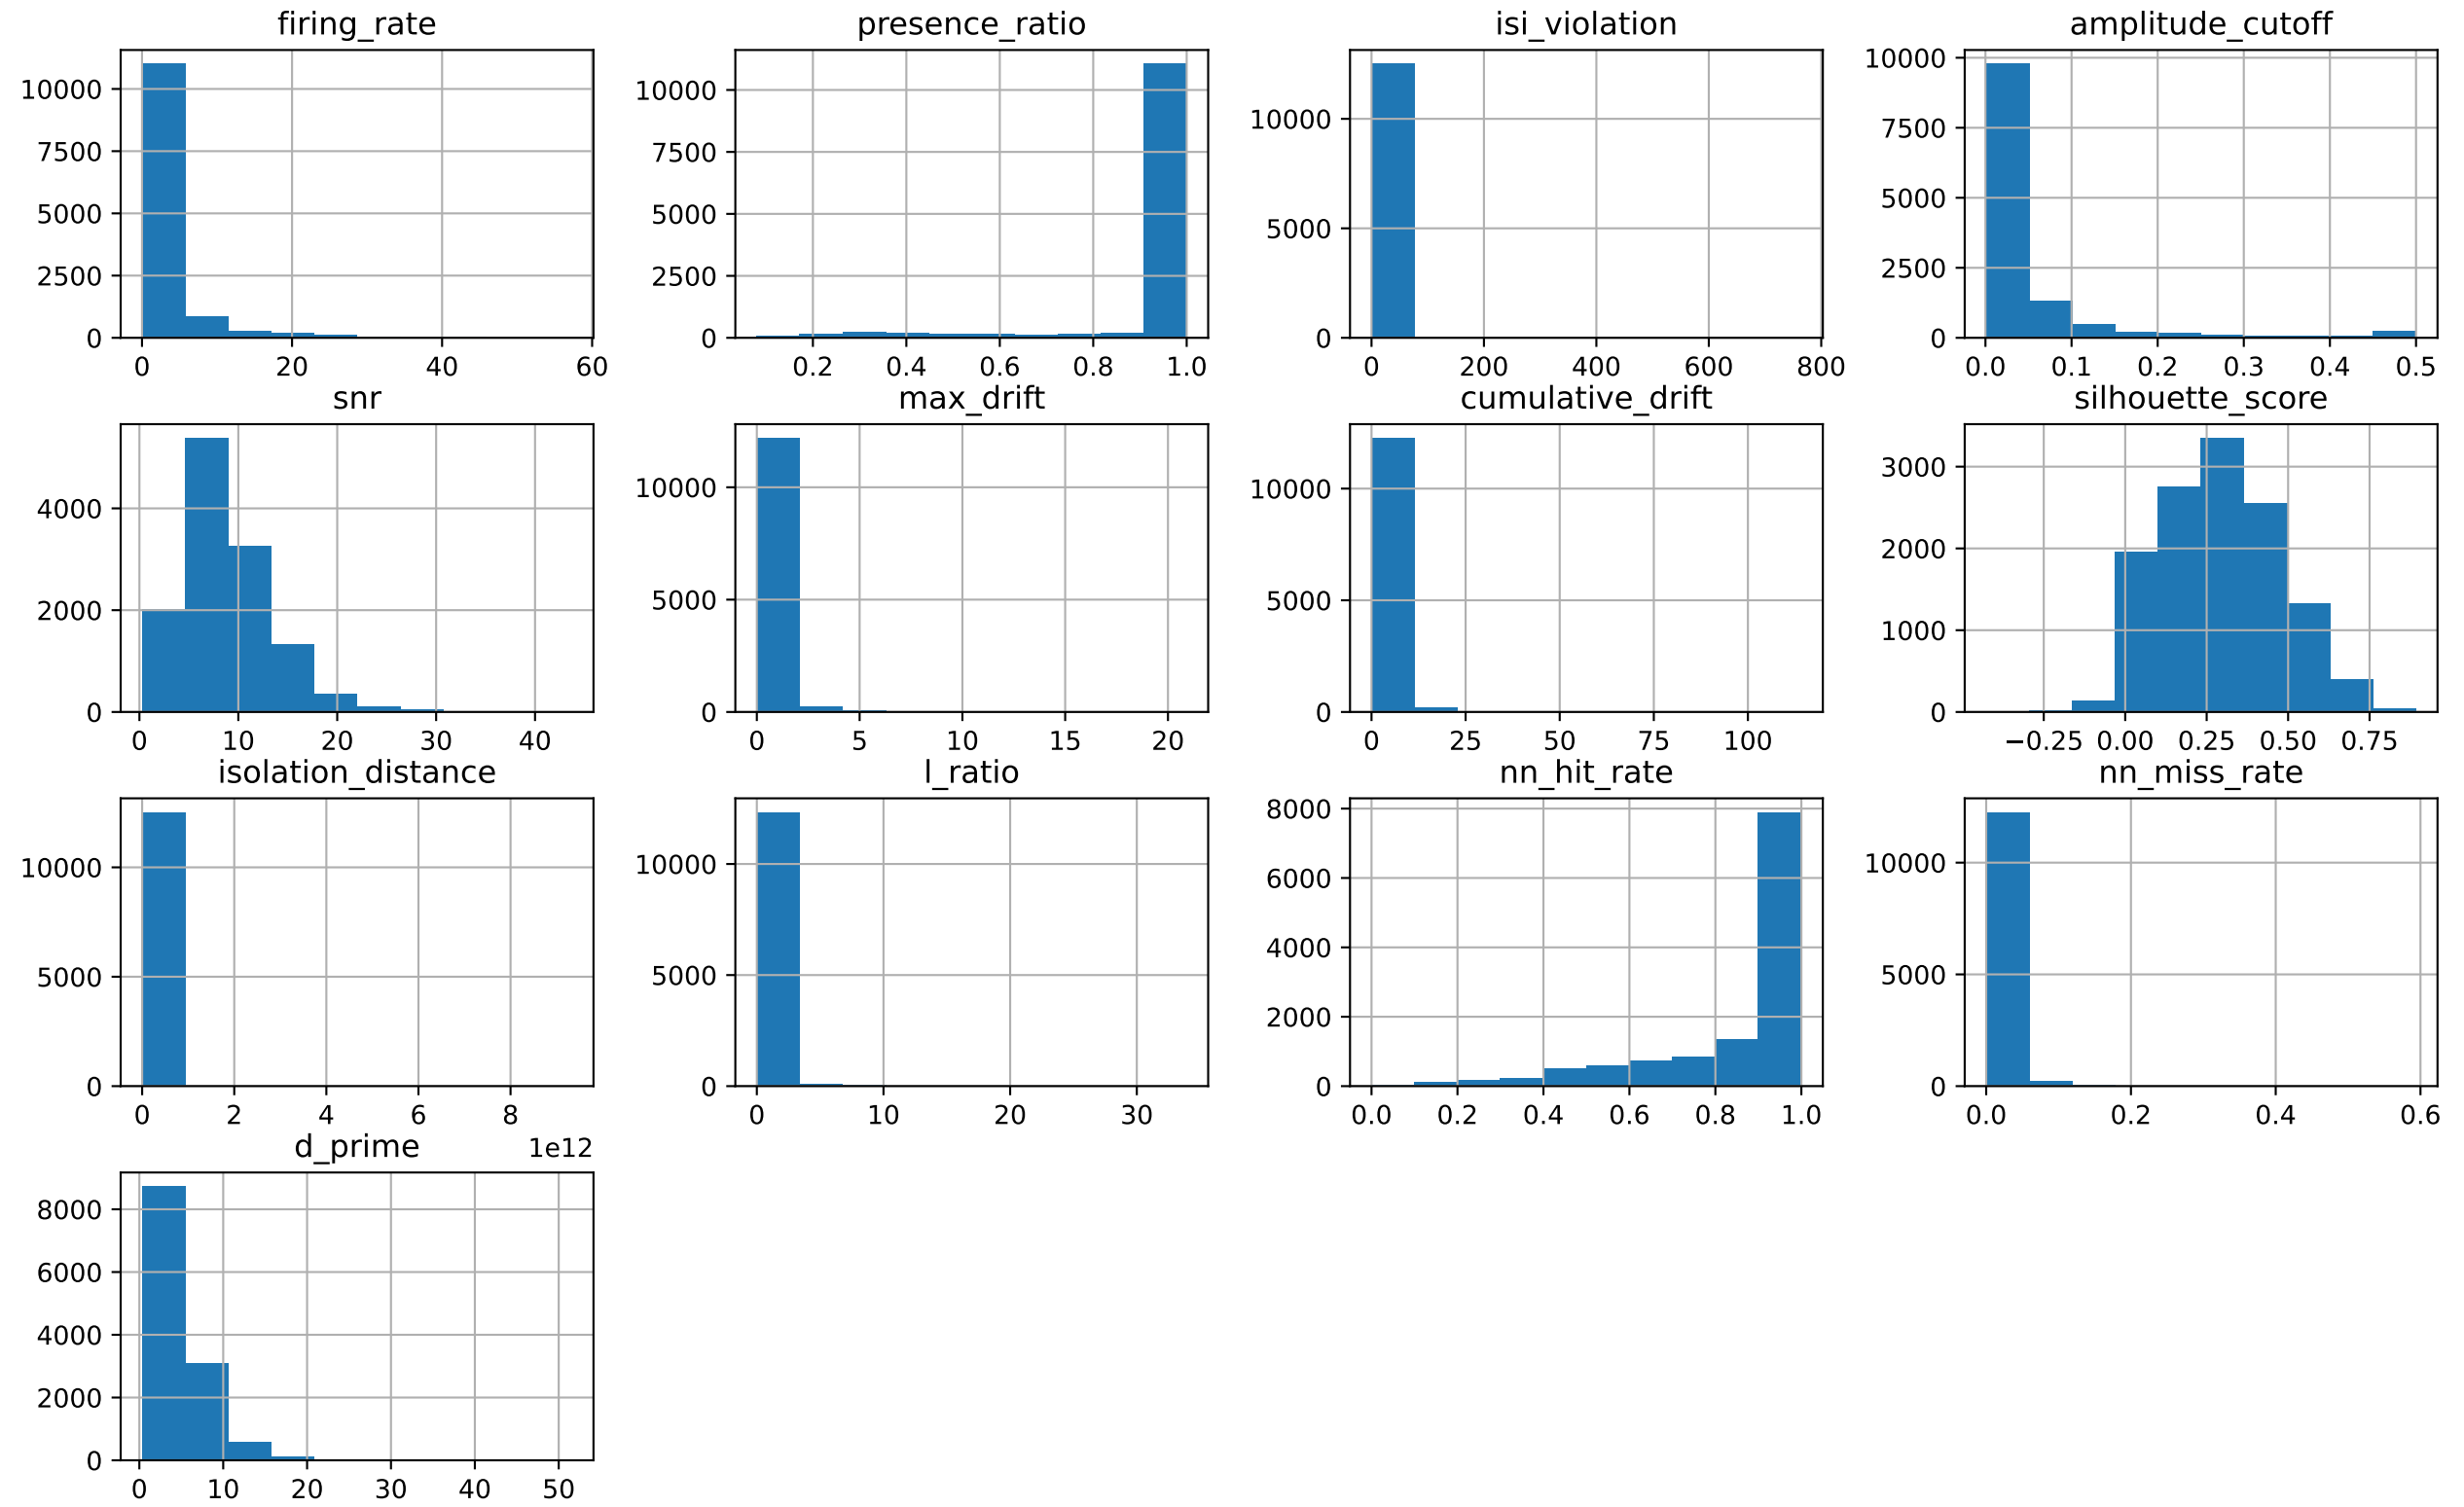 firing_rate
presence_ratio
isi_violation
amplitude_cutoff
10000
7500
5000
2500
0
0 20 40 60
10000
7500
5000
2500
0
0.2 0.4 0.6 0.8 1.0
10000
5000
0
0 200 400 600 800
10000
7500
5000
2500
0
0.0 0.1 0.2 0.3 0.4 0.5
snr
max_drift
cumulative_drift
silhouette_score
4000
2000
0
0 10 20 30 40
10000
5000
0
0 5 10 15 20
10000
5000
0
0 25 50 75 100
3000
2000
1000
0
−0.25 0.00 0.25 0.50 0.75
isolation_distance
l_ratio
nn_hit_rate
nn_miss_rate
10000
5000
0
0 2 4 6 8
1e12
10000
5000
0
0 10 20 30
8000
6000
4000
2000
0
0.0 0.2 0.4 0.6 0.8 1.0
10000
5000
0
0.0 0.2 0.4 0.6
d_prime
8000
6000
4000
2000
0
0 10 20 30 40 50